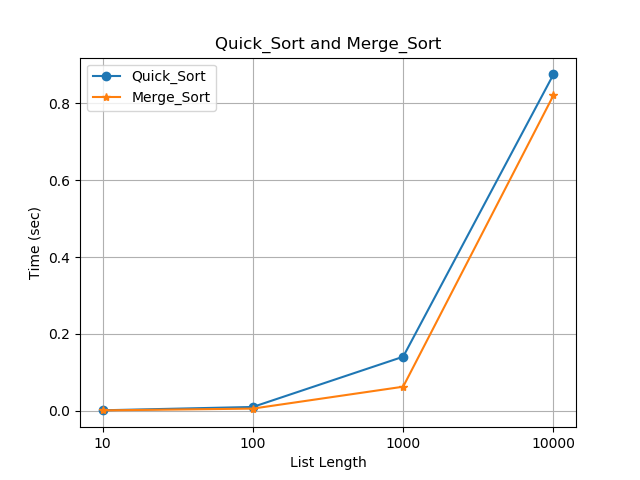 Quick_Sort and Merge_Sort
Quick_Sort
Merge_Sort
0.8
0.6
0.4
0.2
0.0
Time (sec)
10 100 1000 10000
List Length